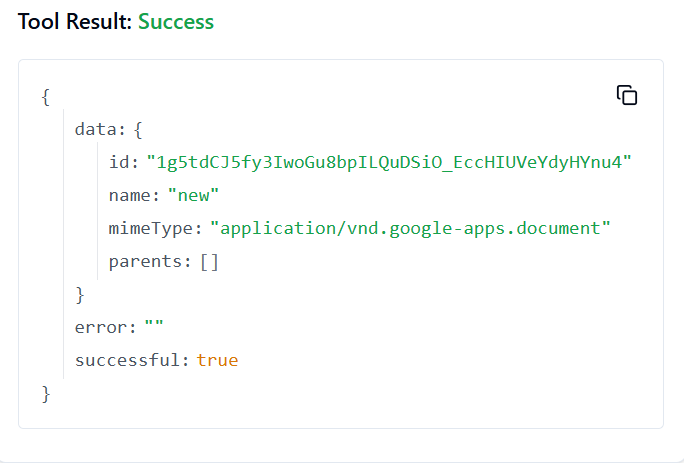 Tool Result: Success
{
data: {
id: "1g5tdCJ5fy3IwoGu8bpILQuDSiO_EccHIUVeYdyHYnu4"
name: "new"
mimeType: "application/vnd.google-apps.document"
parents: []
}
error: ""
successful: true
}